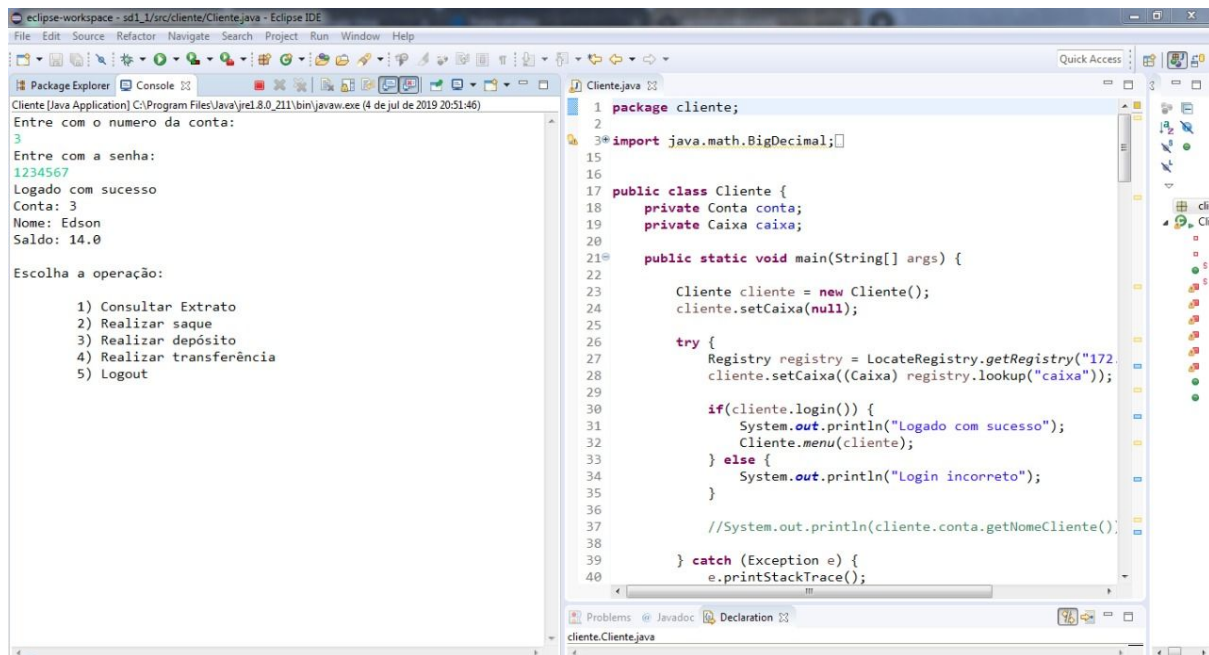 eclipse-workspace - sd1_1/src/cliente/Cliente.java - Eclipse IDE
File Edit Source Refactor Navigate Search Project Run Window Help
Quick Access
Package Explorer Console
Cliente [Java Application] C:\Program Files\Java\jre1.8.0_211\bin\javaw.exe (4 de jul de 2019 20:51:46)
Entre com o numero da conta:
3
Entre com a senha:
1234567
Logado com sucesso
Conta: 3
Nome: Edson
Saldo: 14.0
Escolha a operação:
1) Consultar Extrato
2) Realizar saque
3) Realizar depósito
4) Realizar transferência
5) Logout
Cliente.java
1 package cliente;
2
3 import java.math.BigDecimal;
15
16
17 public class Cliente {
18 private Conta conta;
19 private Caixa caixa;
20
21 public static void main(String[] args) {
22
23 Cliente cliente = new Cliente();
24 cliente.setCaixa(null);
25
26 try {
27 Registry registry = LocateRegistry.getRegistry("172.
28 cliente.setCaixa((Caixa) registry.lookup("caixa"));
29
30 if(cliente.login()) {
31 System.out.println("Logado com sucesso");
32 Cliente.menu(cliente);
33 } else {
34 System.out.println("Login incorreto");
35 }
36
37 //System.out.println(cliente.conta.getNomeCliente())
38
39 } catch (Exception e) {
40 e.printStackTrace();
Problems Javadoc Declaration
cliente.Cliente.java
cli
Cli